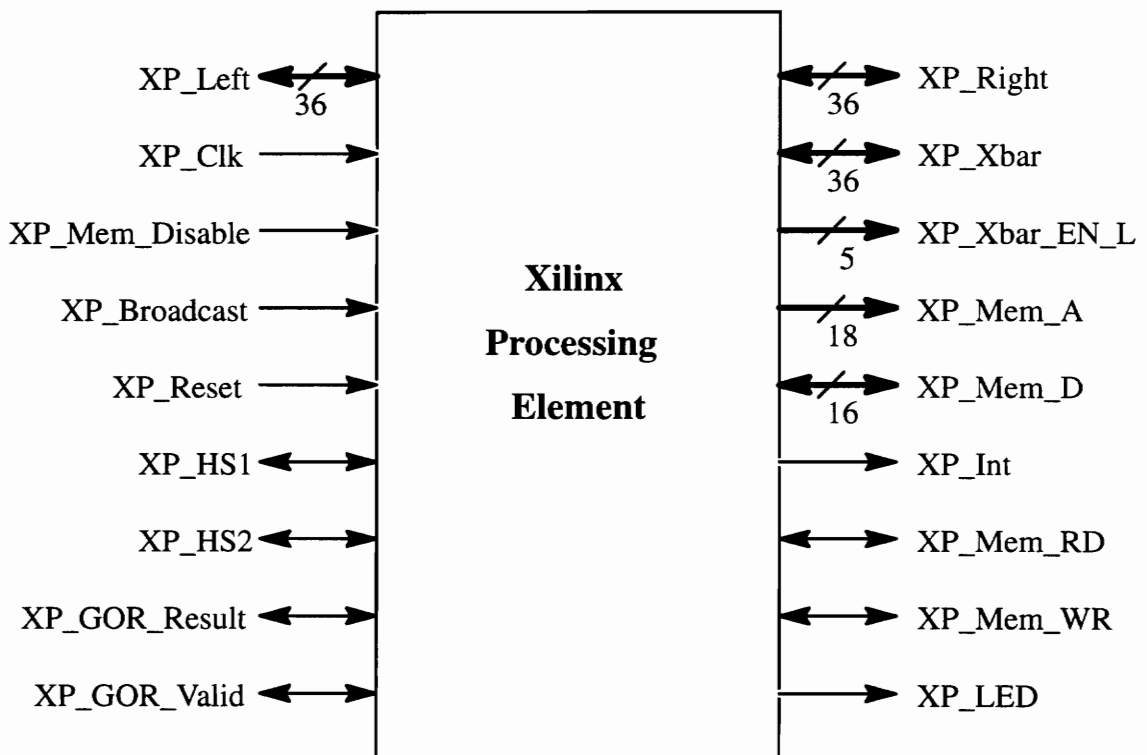 XP_Left
36
XP_Clk
XP_Mem_Disable
XP_Broadcast
XP_Reset
XP_HS1
XP_HS2
XP_GOR_Result
XP_GOR_Valid
Xilinx
Processing
Element
XP_Right
36
XP_Xbar
36
XP_Xbar_EN_L
5
XP_Mem_A
18
XP_Mem_D
16
XP_Int
XP_Mem_RD
XP_Mem_WR
XP_LED